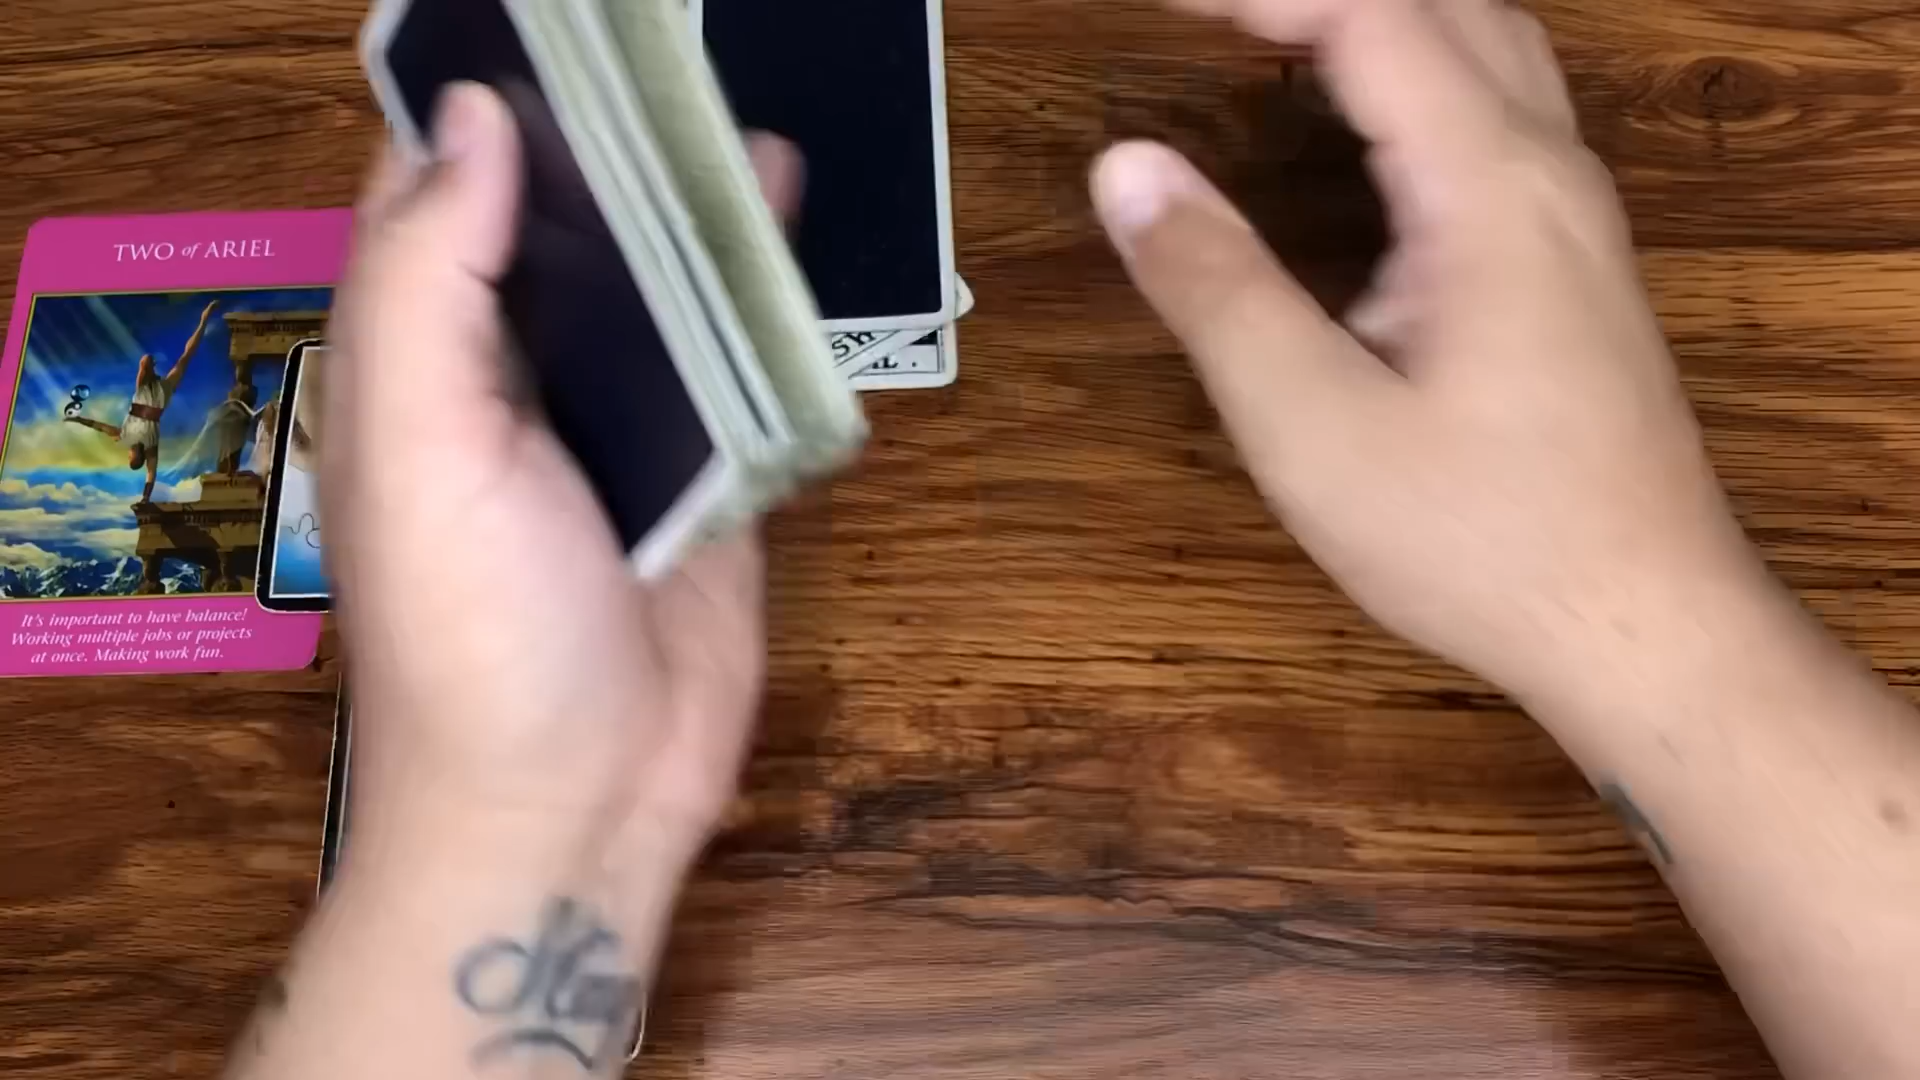 TWO of ARIEL
It's important to have balance!
Working multiple jobs or projects
at once. Making work fun.